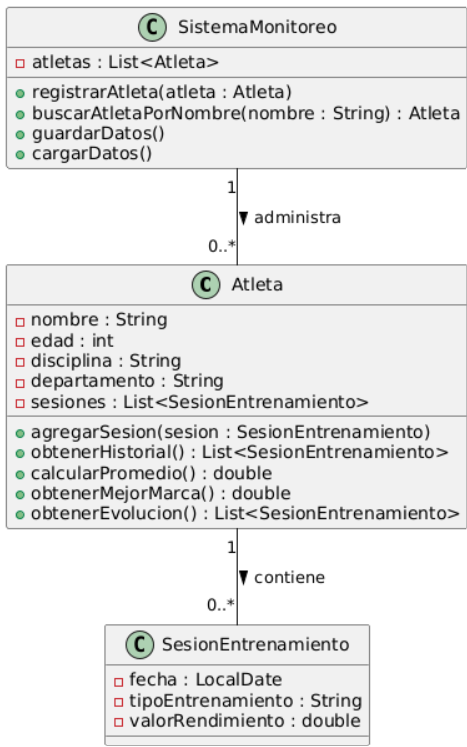 C SistemaMonitoreo
atletas : List<Atleta>
registrarAtleta(atleta : Atleta)
buscarAtletaPorNombre(nombre : String) : Atleta
guardarDatos()
cargarDatos()
1
administra
0..*
C Atleta
nombre : String
edad : int
disciplina : String
departamento : String
sesiones : List<SesionEntrenamiento>
agregarSesion(sesion : SesionEntrenamiento)
obtenerHistorial() : List<SesionEntrenamiento>
calcularPromedio() : double
obtenerMejorMarca() : double
obtenerEvolucion() : List<SesionEntrenamiento>
1
contiene
0..*
C SesionEntrenamiento
fecha : LocalDate
tipoEntrenamiento : String
valorRendimiento : double